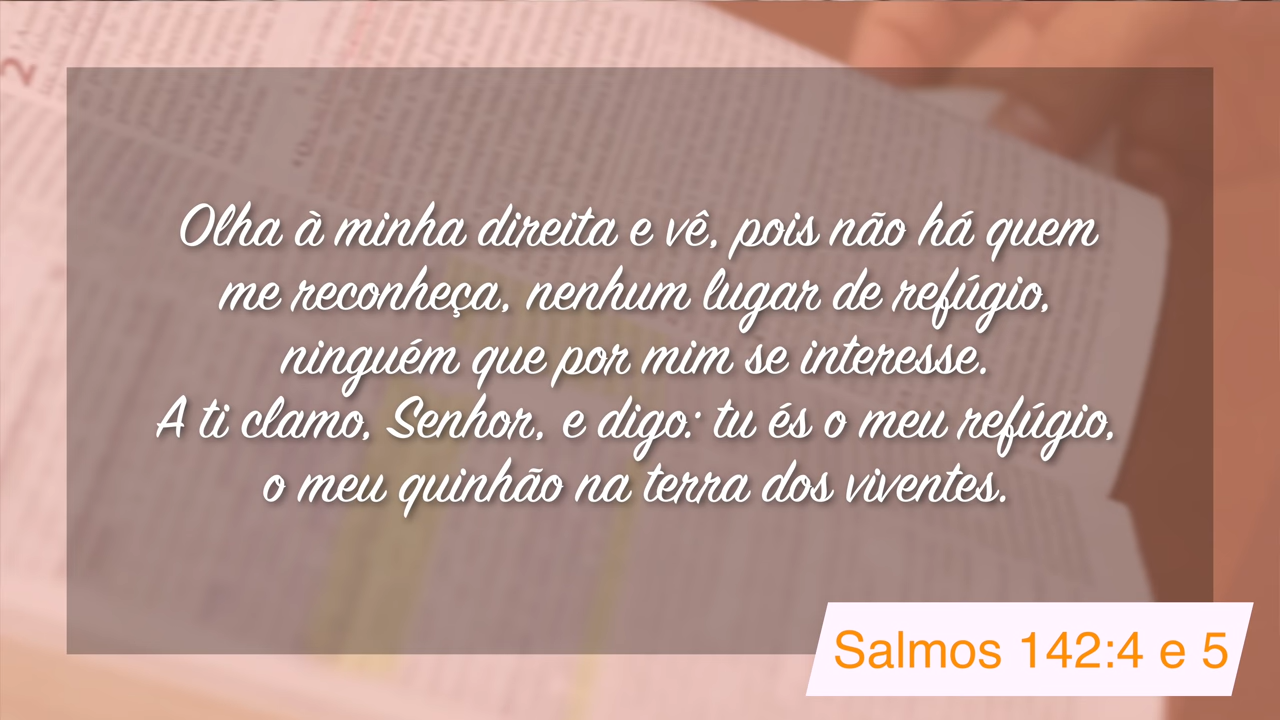 Olha à minha direita e vê, pois não há quem
me reconheça, nenhum lugar de refúgio,
ninguém que por mim se interesse.
A ti clamo, Senhor, e digo: tu és o meu refúgio,
o meu quinhão na terra dos viventes.
Salmos 142:4 e 5